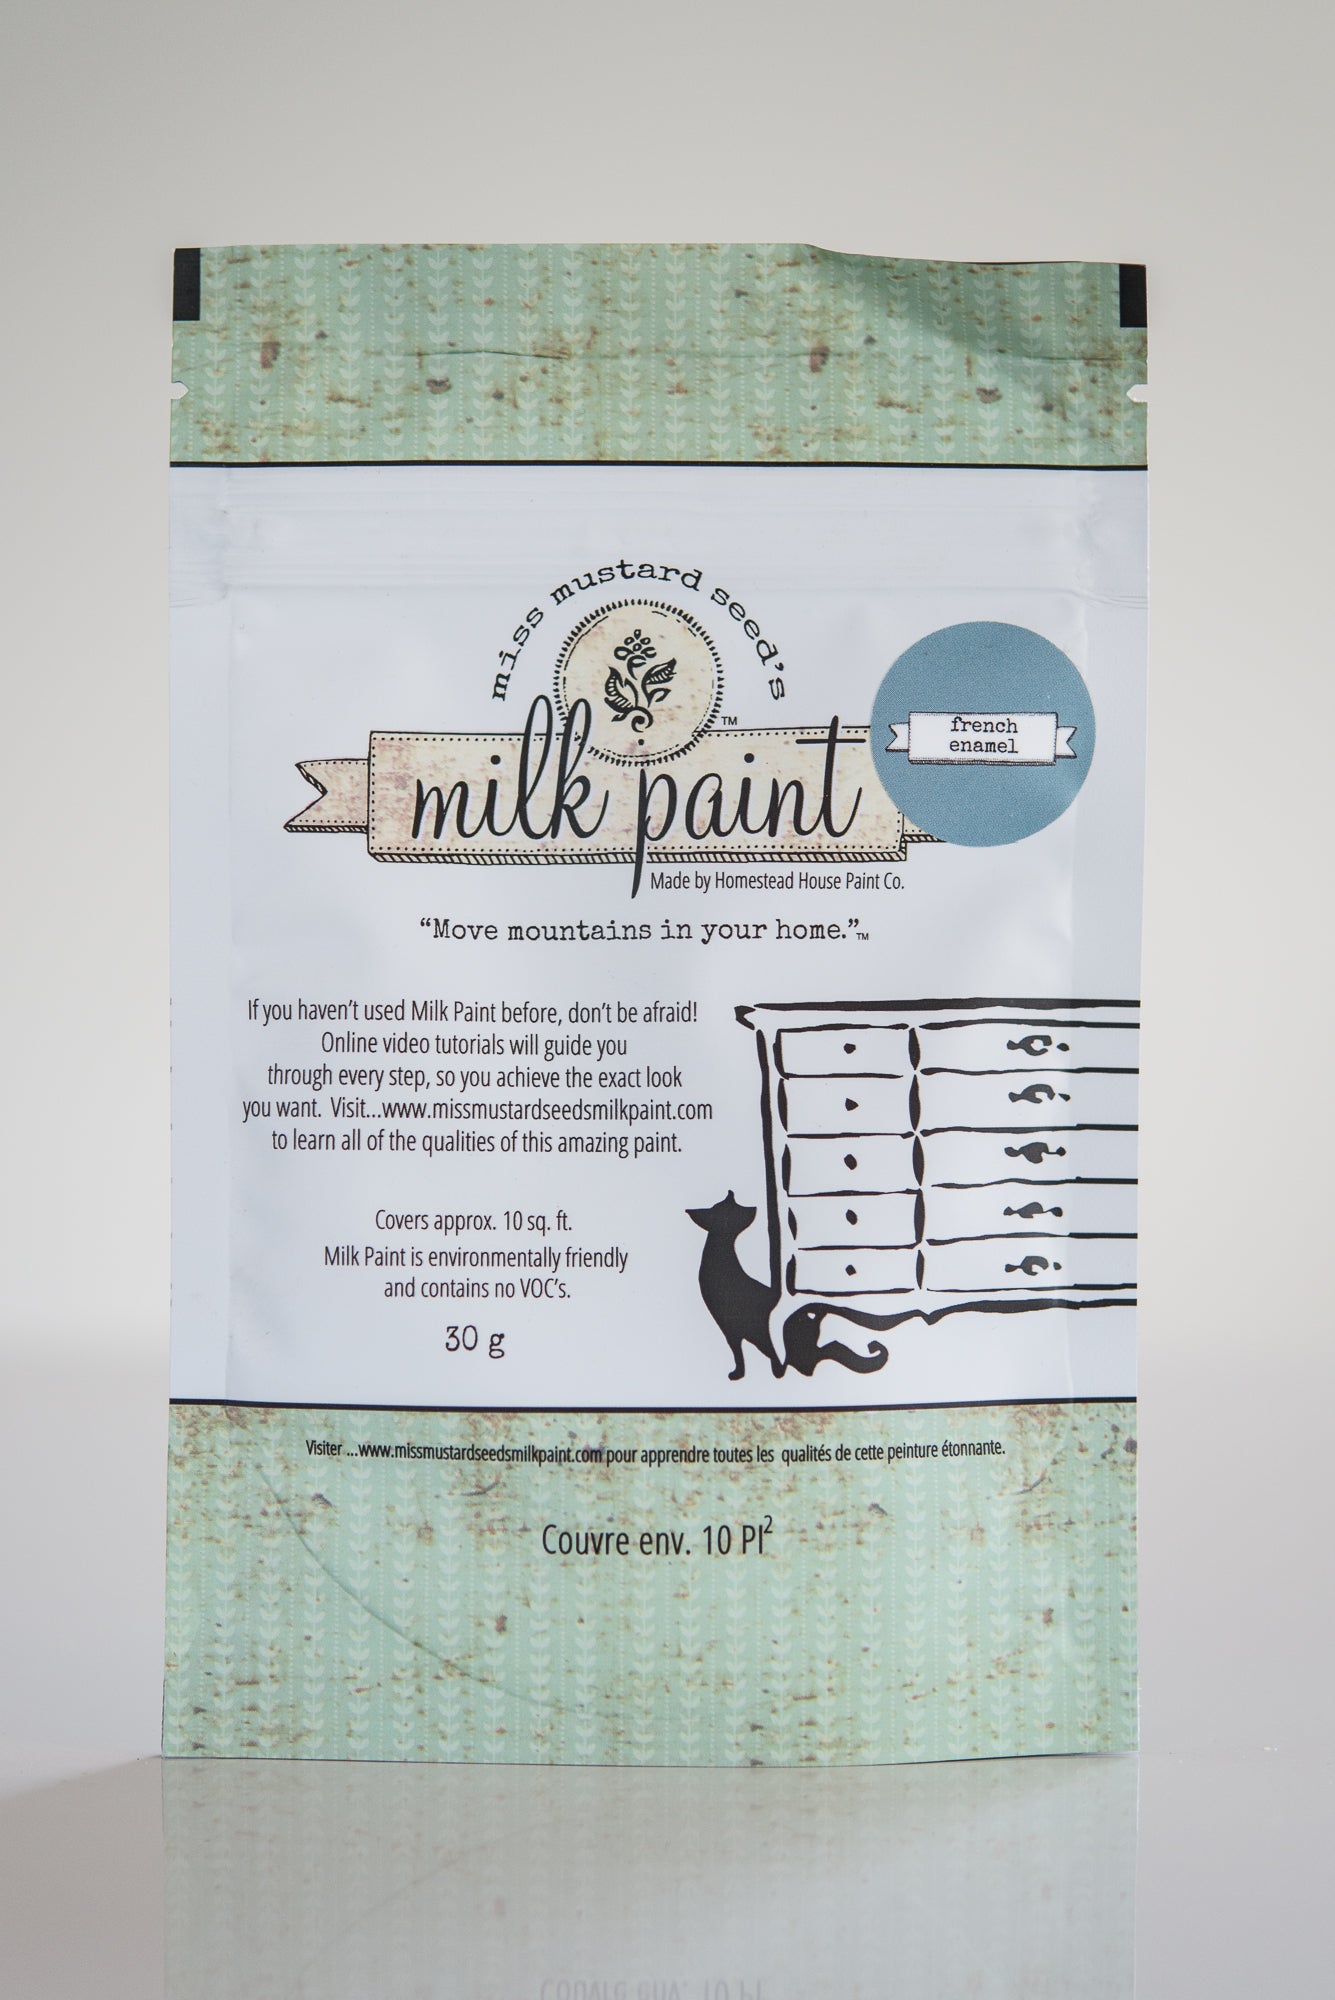 miss mustard seed's
milk paint
TM
french
enamel
Made by Homestead House Paint Co.
“Move mountains in your home.”TM
If you haven't used Milk Paint before, don't be afraid!
Online video tutorials will guide you
through every step, so you achieve the exact look
you want. Visit...www.missmustardseedsmilkpaint.com
to learn all of the qualities of this amazing paint.
Covers approx. 10 sq. ft.
Milk Paint is environmentally friendly
and contains no VOC's.
30 g
Visiter ...www.missmustardseedsmilkpaint.com pour apprendre toutes les qualités de cette peinture étonnante.
Couvre env. 10 PI²